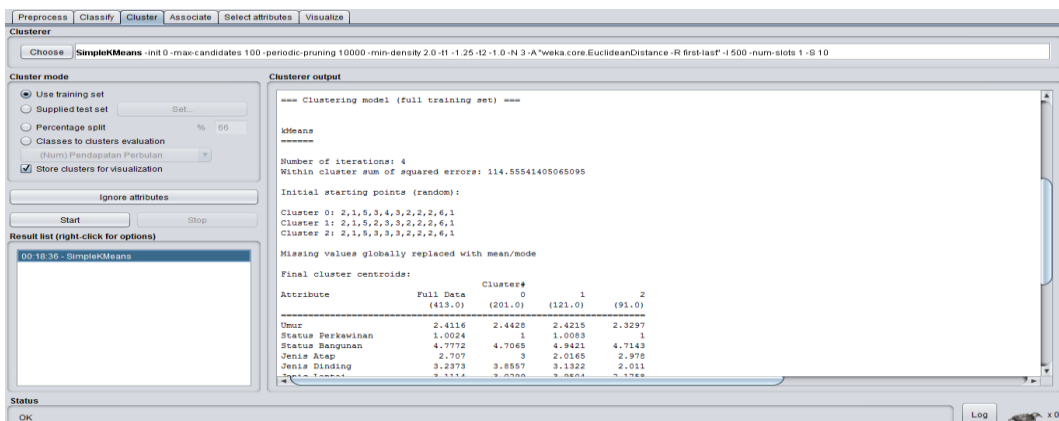 Preprocess Classify Cluster Associate Select attributes Visualize
Clusterer
Choose SimpleKMeans -init 0 -max-candidates 100 -periodic-pruning 10000 -min-density 2.0 -t1 -1.25 -t2 -1.0 -N 3 -A "weka.core.EuclideanDistance -R first-last" -I 500 -num-slots 1 -S 10
Cluster mode
Use training set
Supplied test set Set...
Percentage split % 66
Classes to clusters evaluation
(Num) Pendapatan Perbulan
Store clusters for visualization
Ignore attributes
Start Stop
Result list (right-click for options)
00:18:36 - SimpleKMeans
Clusterer output
=== Clustering model (full training set) ===
kMeans
======
Number of iterations: 4
Within cluster sum of squared errors: 114.55541405065095
Initial starting points (random):
Cluster 0: 2,1,5,3,4,3,2,2,2,6,1
Cluster 1: 2,1,5,2,3,3,2,2,2,6,1
Cluster 2: 2,1,5,3,3,3,2,2,2,6,1
Missing values globally replaced with mean/mode
Final cluster centroids:
Cluster#
Attribute Full Data 0 1 2
(413.0) (201.0) (121.0) (91.0)
Umur 2.4116 2.4428 2.4215 2.3297
Status Perkawinan 1.0024 1 1.0083 1
Status Bangunan 4.7772 4.7065 4.9421 4.7143
Jenis Atap 2.707 3 2.0165 2.978
Jenis Dinding 3.2373 3.8557 3.1322 2.011
Status
OK
Log x 0